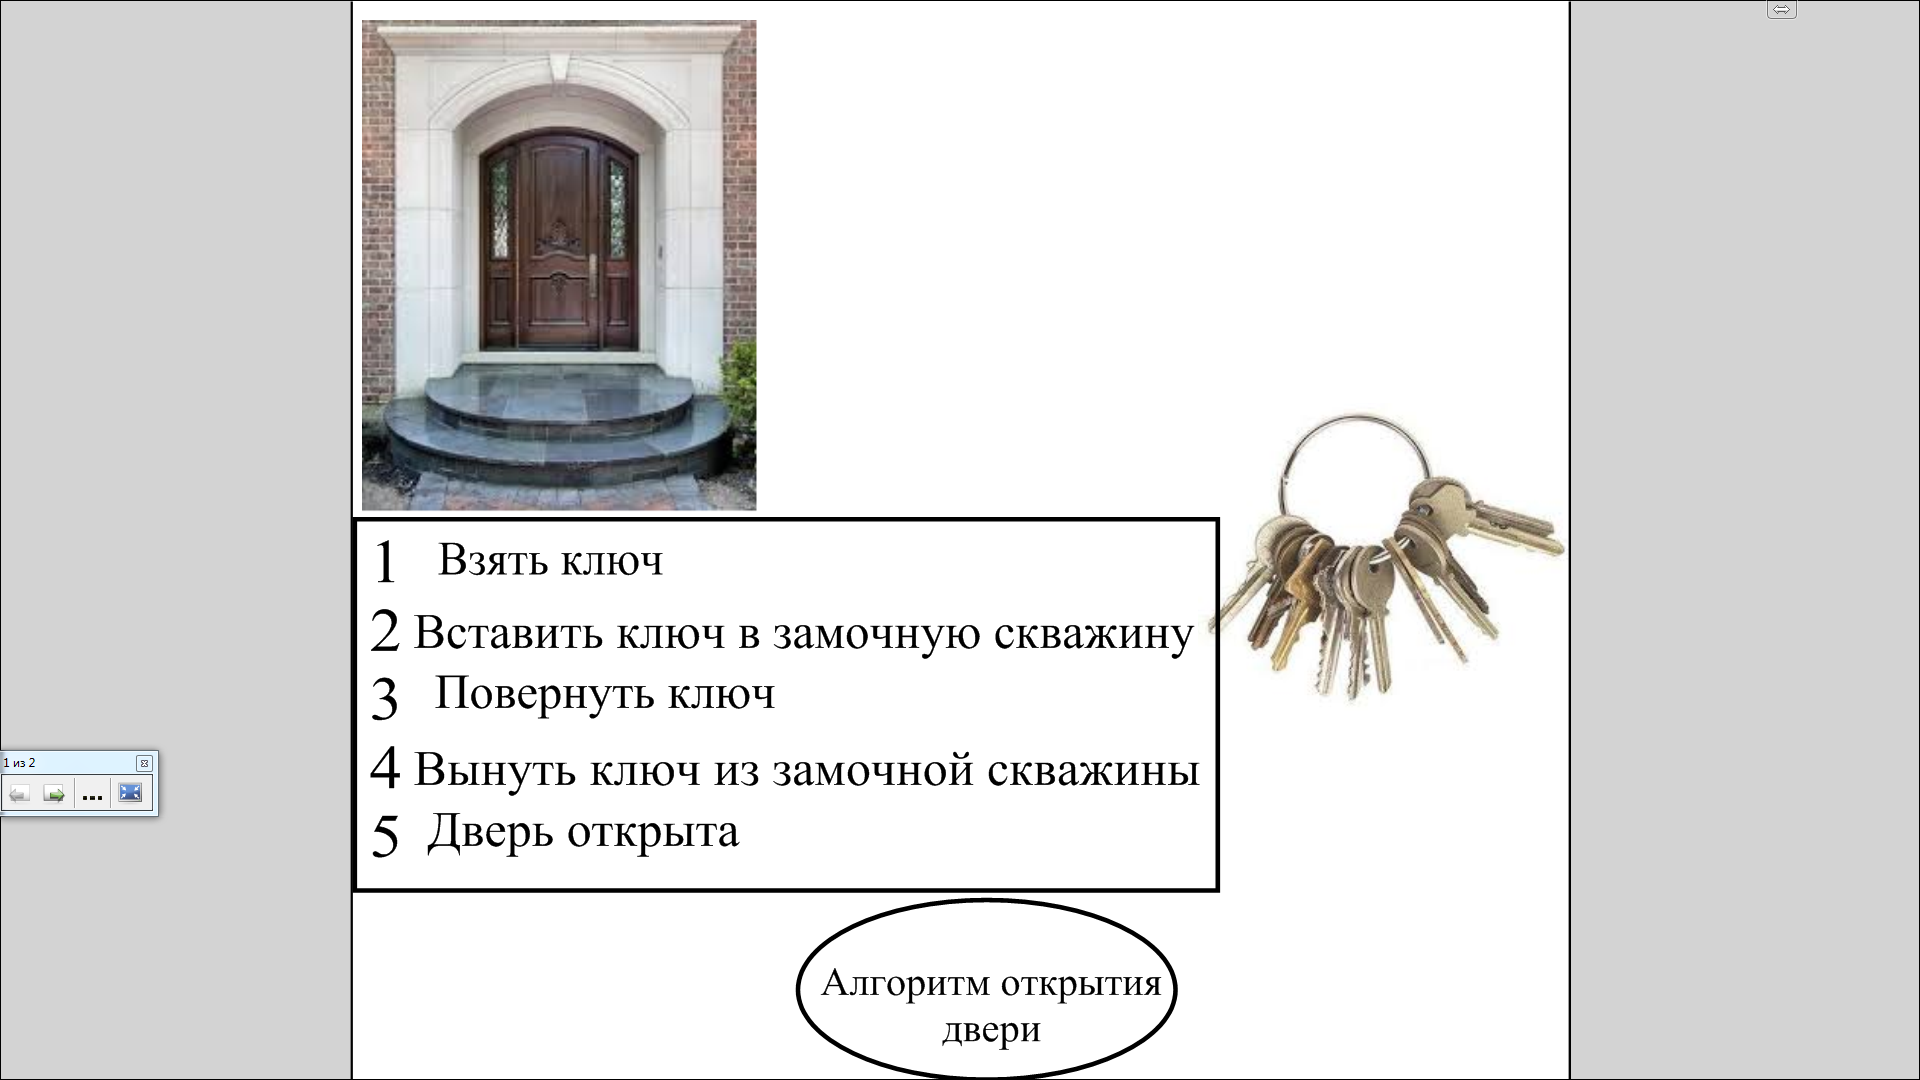 1 Взять ключ
2 Вставить ключ в замочную скважину
3 Повернуть ключ
4 Вынуть ключ из замочной скважины
5 Дверь открыта
1 из 2
...
Алгоритм открытия
двери